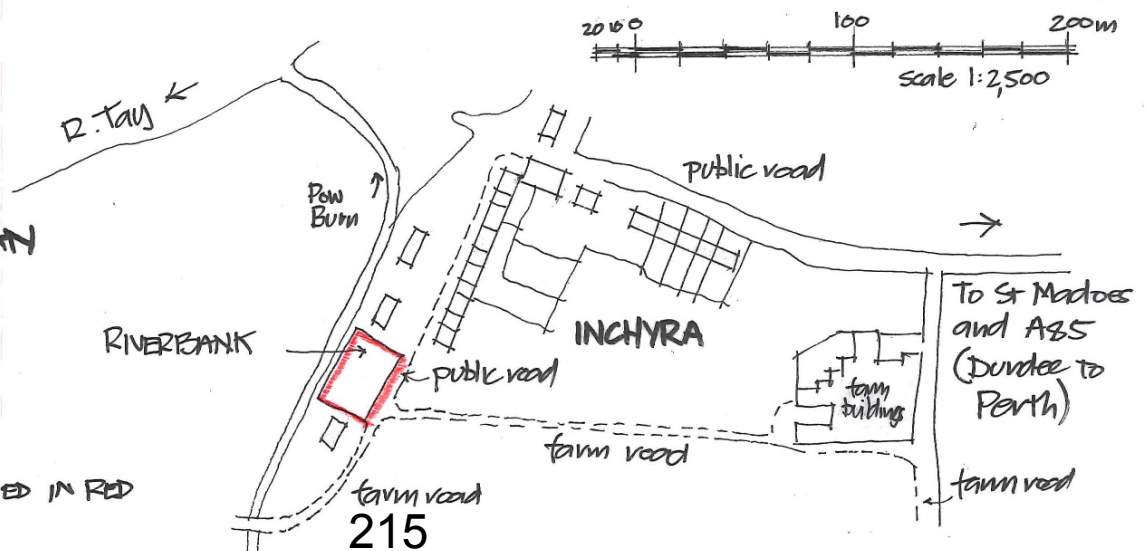 20 10 0 100 200m
scale 1:2,500
R. Tay
public road
Pow
Burn
To St Madoes
and A85
(Dundee to
Perth)
RIVERBANK
INCHYRA
public road
farm
buildings
farm road
ED IN RED
farm road
farm road
215